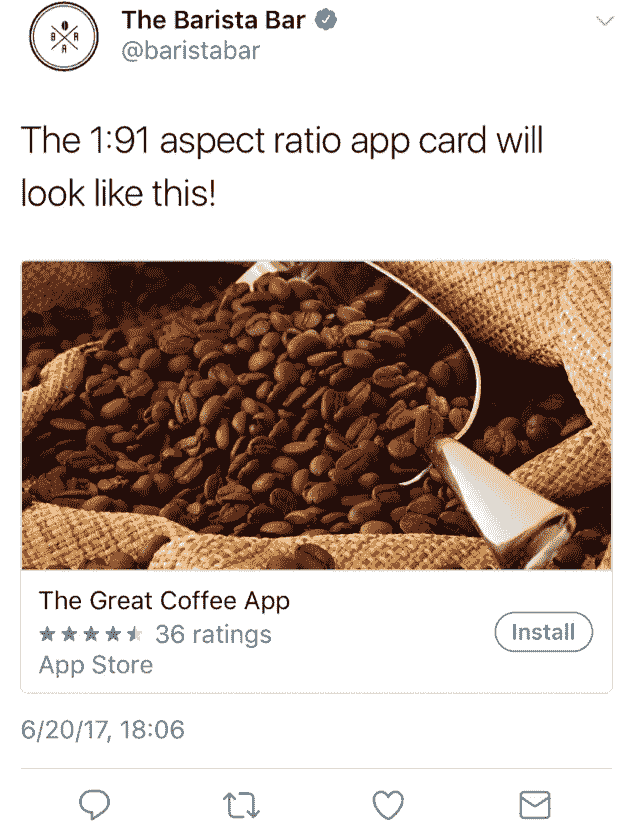 The Barista Bar
@baristabar
B R
A
The 1:91 aspect ratio app card will
look like this!
The Great Coffee App
36 ratings
Install
App Store
6/20/17, 18:06